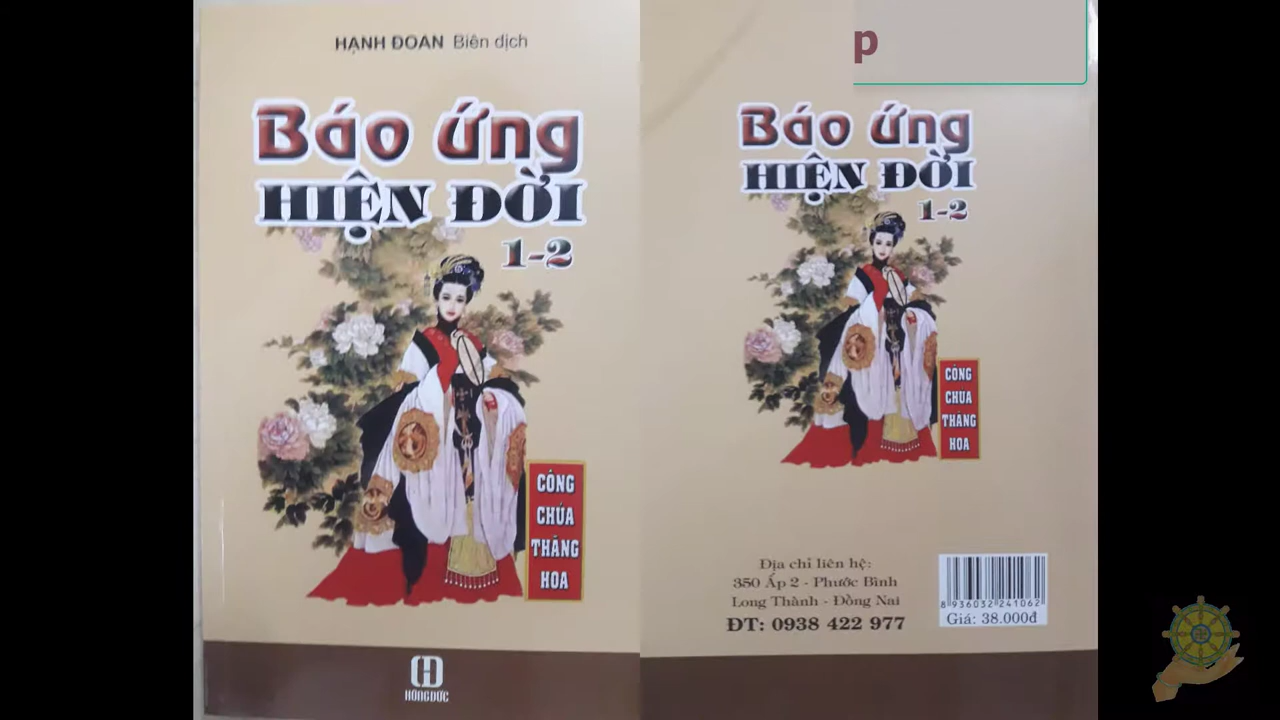 HẠNH ĐOAN Biên dịch
Báo ứng
HIỆN ĐỜI
1-2
CÔNG
CHÚA
THĂNG
HOA
HỒNG ĐỨC
p
Báo ứng
HIỆN ĐỜI
1-2
CÔNG
CHÚA
THĂNG
HOA
Địa chỉ liên hệ:
350 Ấp 2 - Phước Bình
Long Thành - Đồng Nai
ĐT: 0938 422 977
8 936032 241062
Giá: 38.000đ